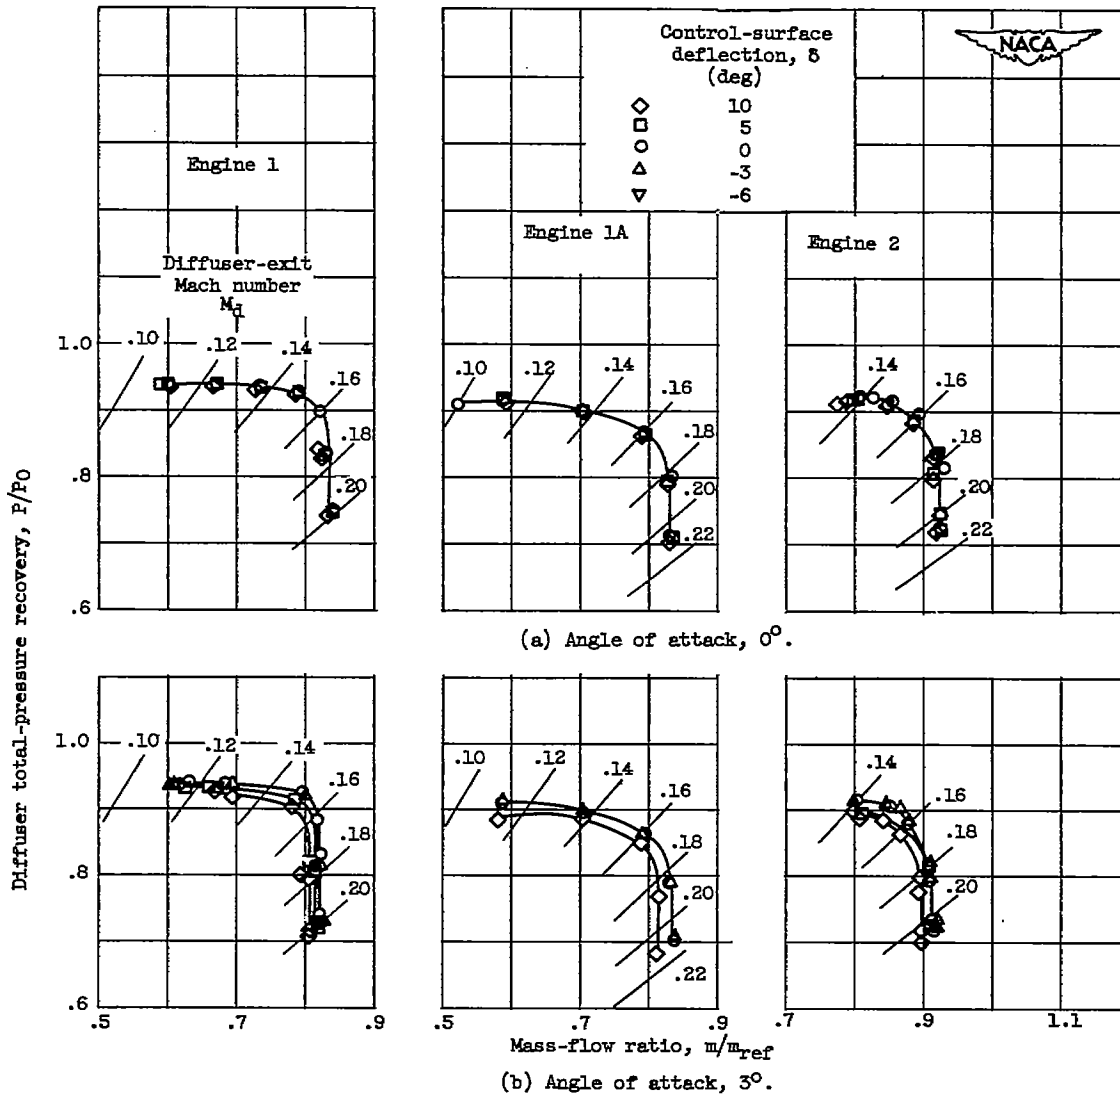 Control-surface
deflection, δ
(deg)
NACA
10
5
0
-3
-6
Engine 1
Engine 1A
Engine 2
Diffuser-exit
Mach number
M_d
1.0
.8
.6
.10
.12
.14
.16
.18
.20
.10
.12
.14
.16
.18
.20
.22
.14
.16
.18
.20
.22
(a) Angle of attack, 0°.
Diffuser total-pressure recovery, P/P0
1.0
.8
.6
.10
.12
.14
.16
.18
.20
.10
.12
.14
.16
.18
.20
.22
.14
.16
.18
.20
.5 .7 .9
.5 .7 .9
.7 .9 1.1
Mass-flow ratio, m/m_ref
(b) Angle of attack, 3°.